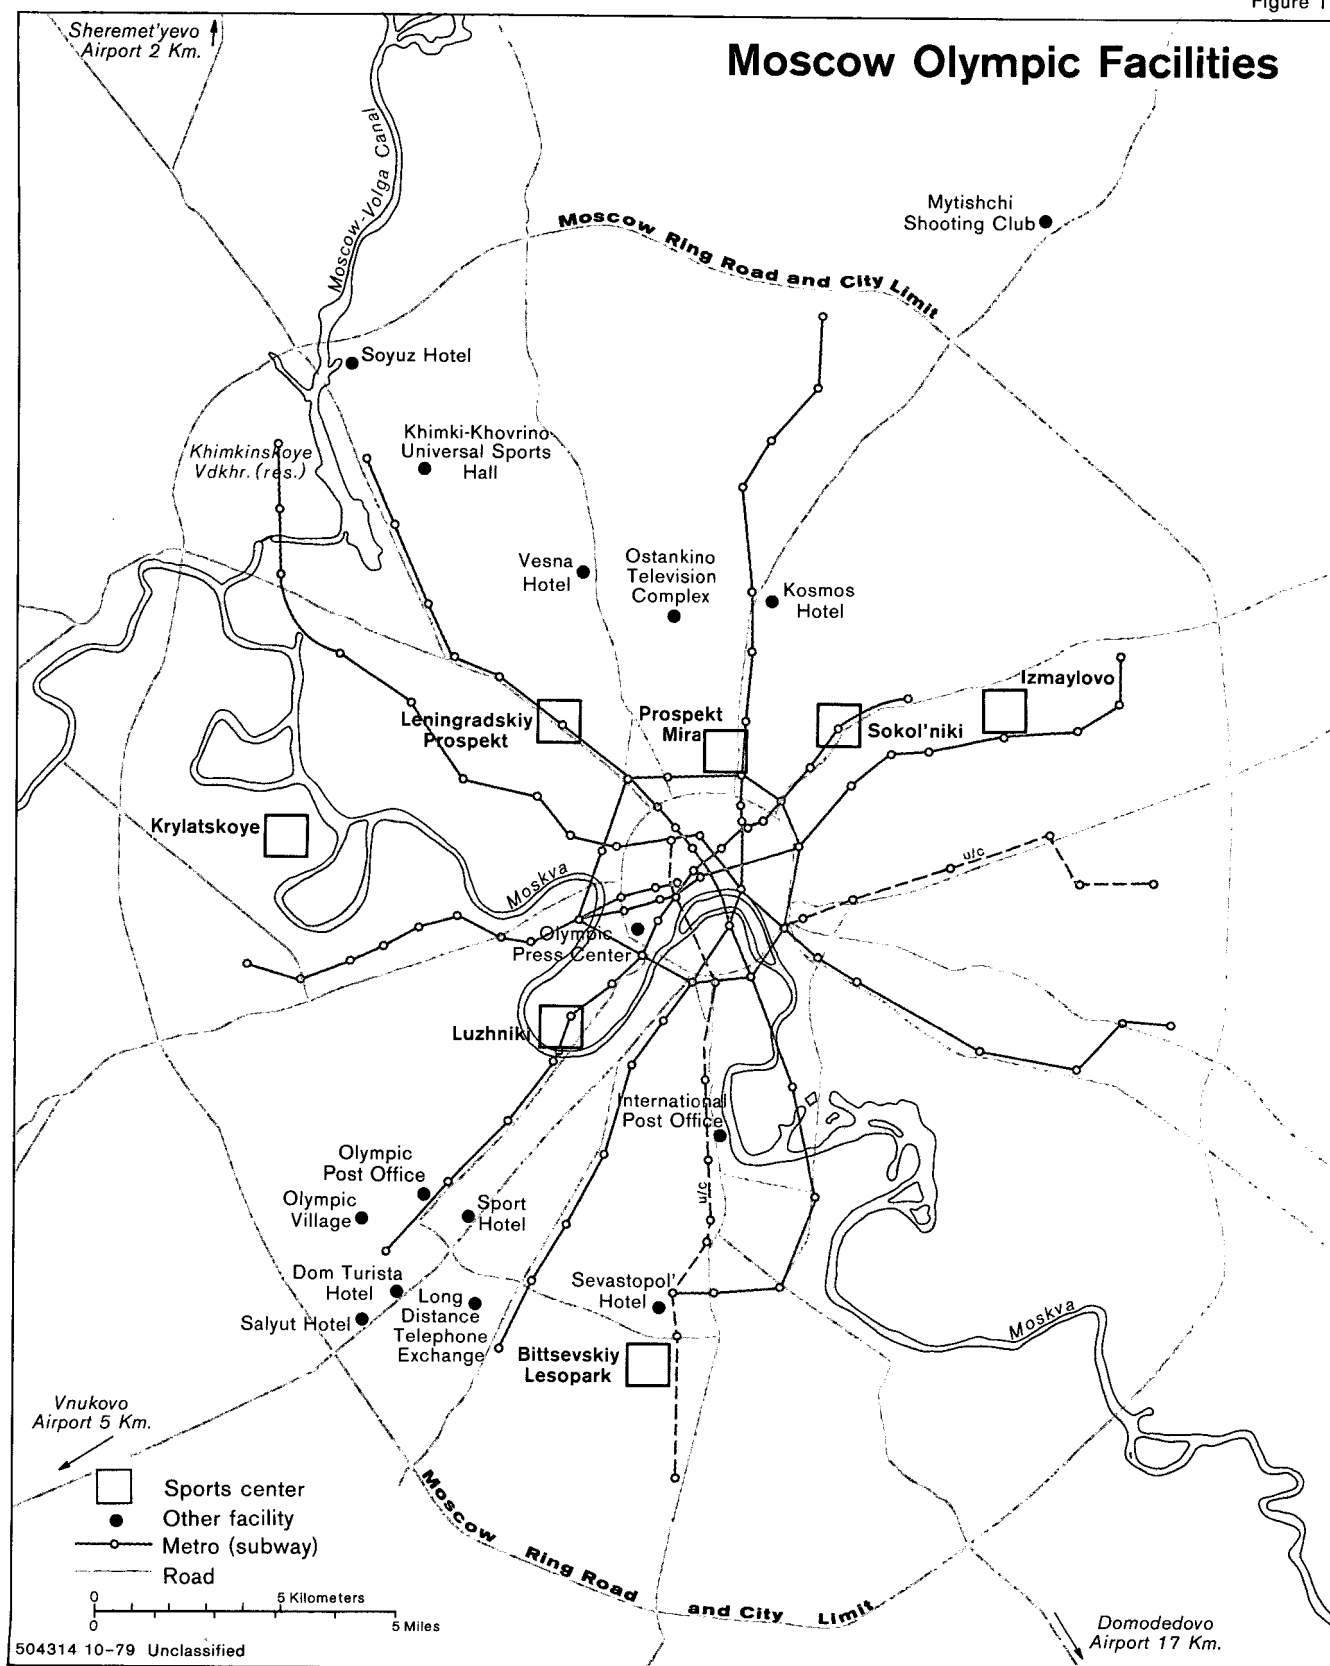 Figure 1
Sheremet'yevo
Airport 2 Km.
Moscow Olympic Facilities
Moscow-Volga Canal
Mytishchi
Shooting Club
Moscow Ring Road and City Limit
Soyuz Hotel
Khimki-Khovrino
Universal Sports
Hall
Khimkinskoye
Vdkhr. (res.)
Vesna
Hotel
Ostankino
Television
Complex
Kosmos
Hotel
Izmaylovo
Leningradskiy
Prospekt
Prospekt
Mira
Sokol'niki
Krylatskoye
Moskva
u/c
Olympic
Press Center
Luzhniki
International
Post Office
Olympic
Post Office
Olympic
Village
Sport
Hotel
u/c
Dom Turista
Hotel
Long
Distance
Telephone
Exchange
Sevastopol'
Hotel
Salyut Hotel
Moskva
Bittsevskiy
Lesopark
Vnukovo
Airport 5 Km.
Sports center
Other facility
Metro (subway)
Road
Moscow Ring Road and City Limit
0 5 Kilometers
0 5 Miles
Domodedovo
Airport 17 Km.
504314 10-79 Unclassified